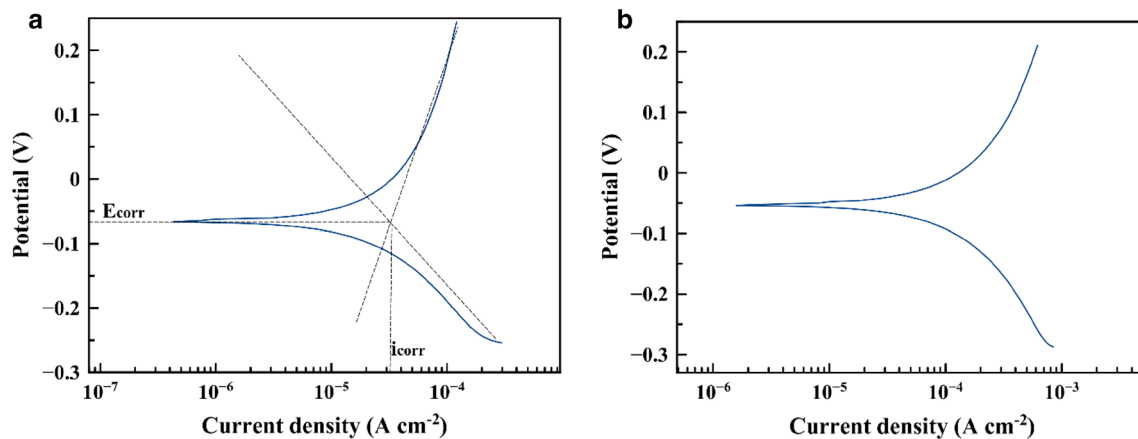 a
0.2
0.1
0
−0.1
−0.2
−0.3
Potential (V)
Ecorr
icorr
10⁻⁷
10⁻⁶
10⁻⁵
10⁻⁴
Current density (A cm⁻²)
b
0.2
0.1
0
−0.1
−0.2
−0.3
Potential (V)
10⁻⁶
10⁻⁵
10⁻⁴
10⁻³
Current density (A cm⁻²)